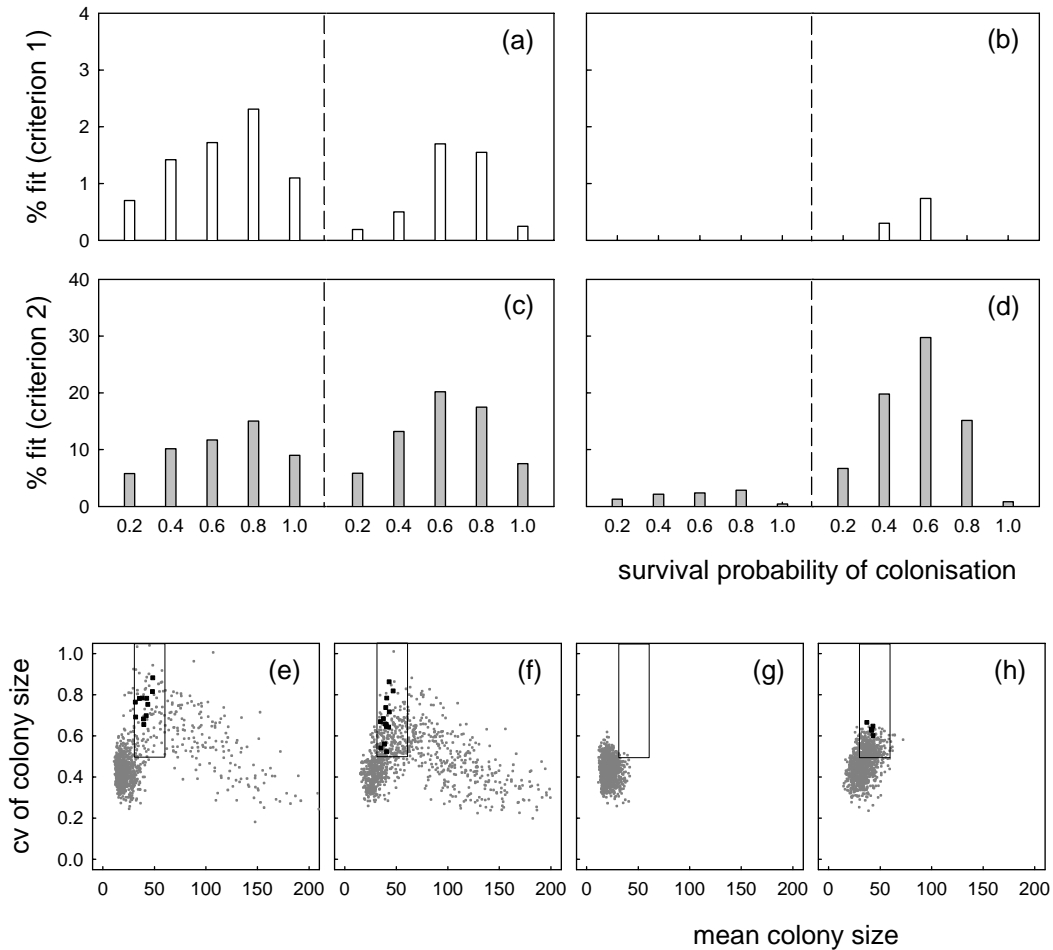 % fit (criterion 1)
4
3
2
1
0
(a)
(b)
% fit (criterion 2)
40
30
20
10
0
(c)
(d)
0.2 0.4 0.6 0.8 1.0 0.2 0.4 0.6 0.8 1.0
0.2 0.4 0.6 0.8 1.0 0.2 0.4 0.6 0.8 1.0
survival probability of colonisation
cv of colony size
1.0
0.8
0.6
0.4
0.2
0.0
(e)
(f)
(g)
(h)
0 50 100 150 200
0 50 100 150 200
0 50 100 150 200
0 50 100 150 200
mean colony size